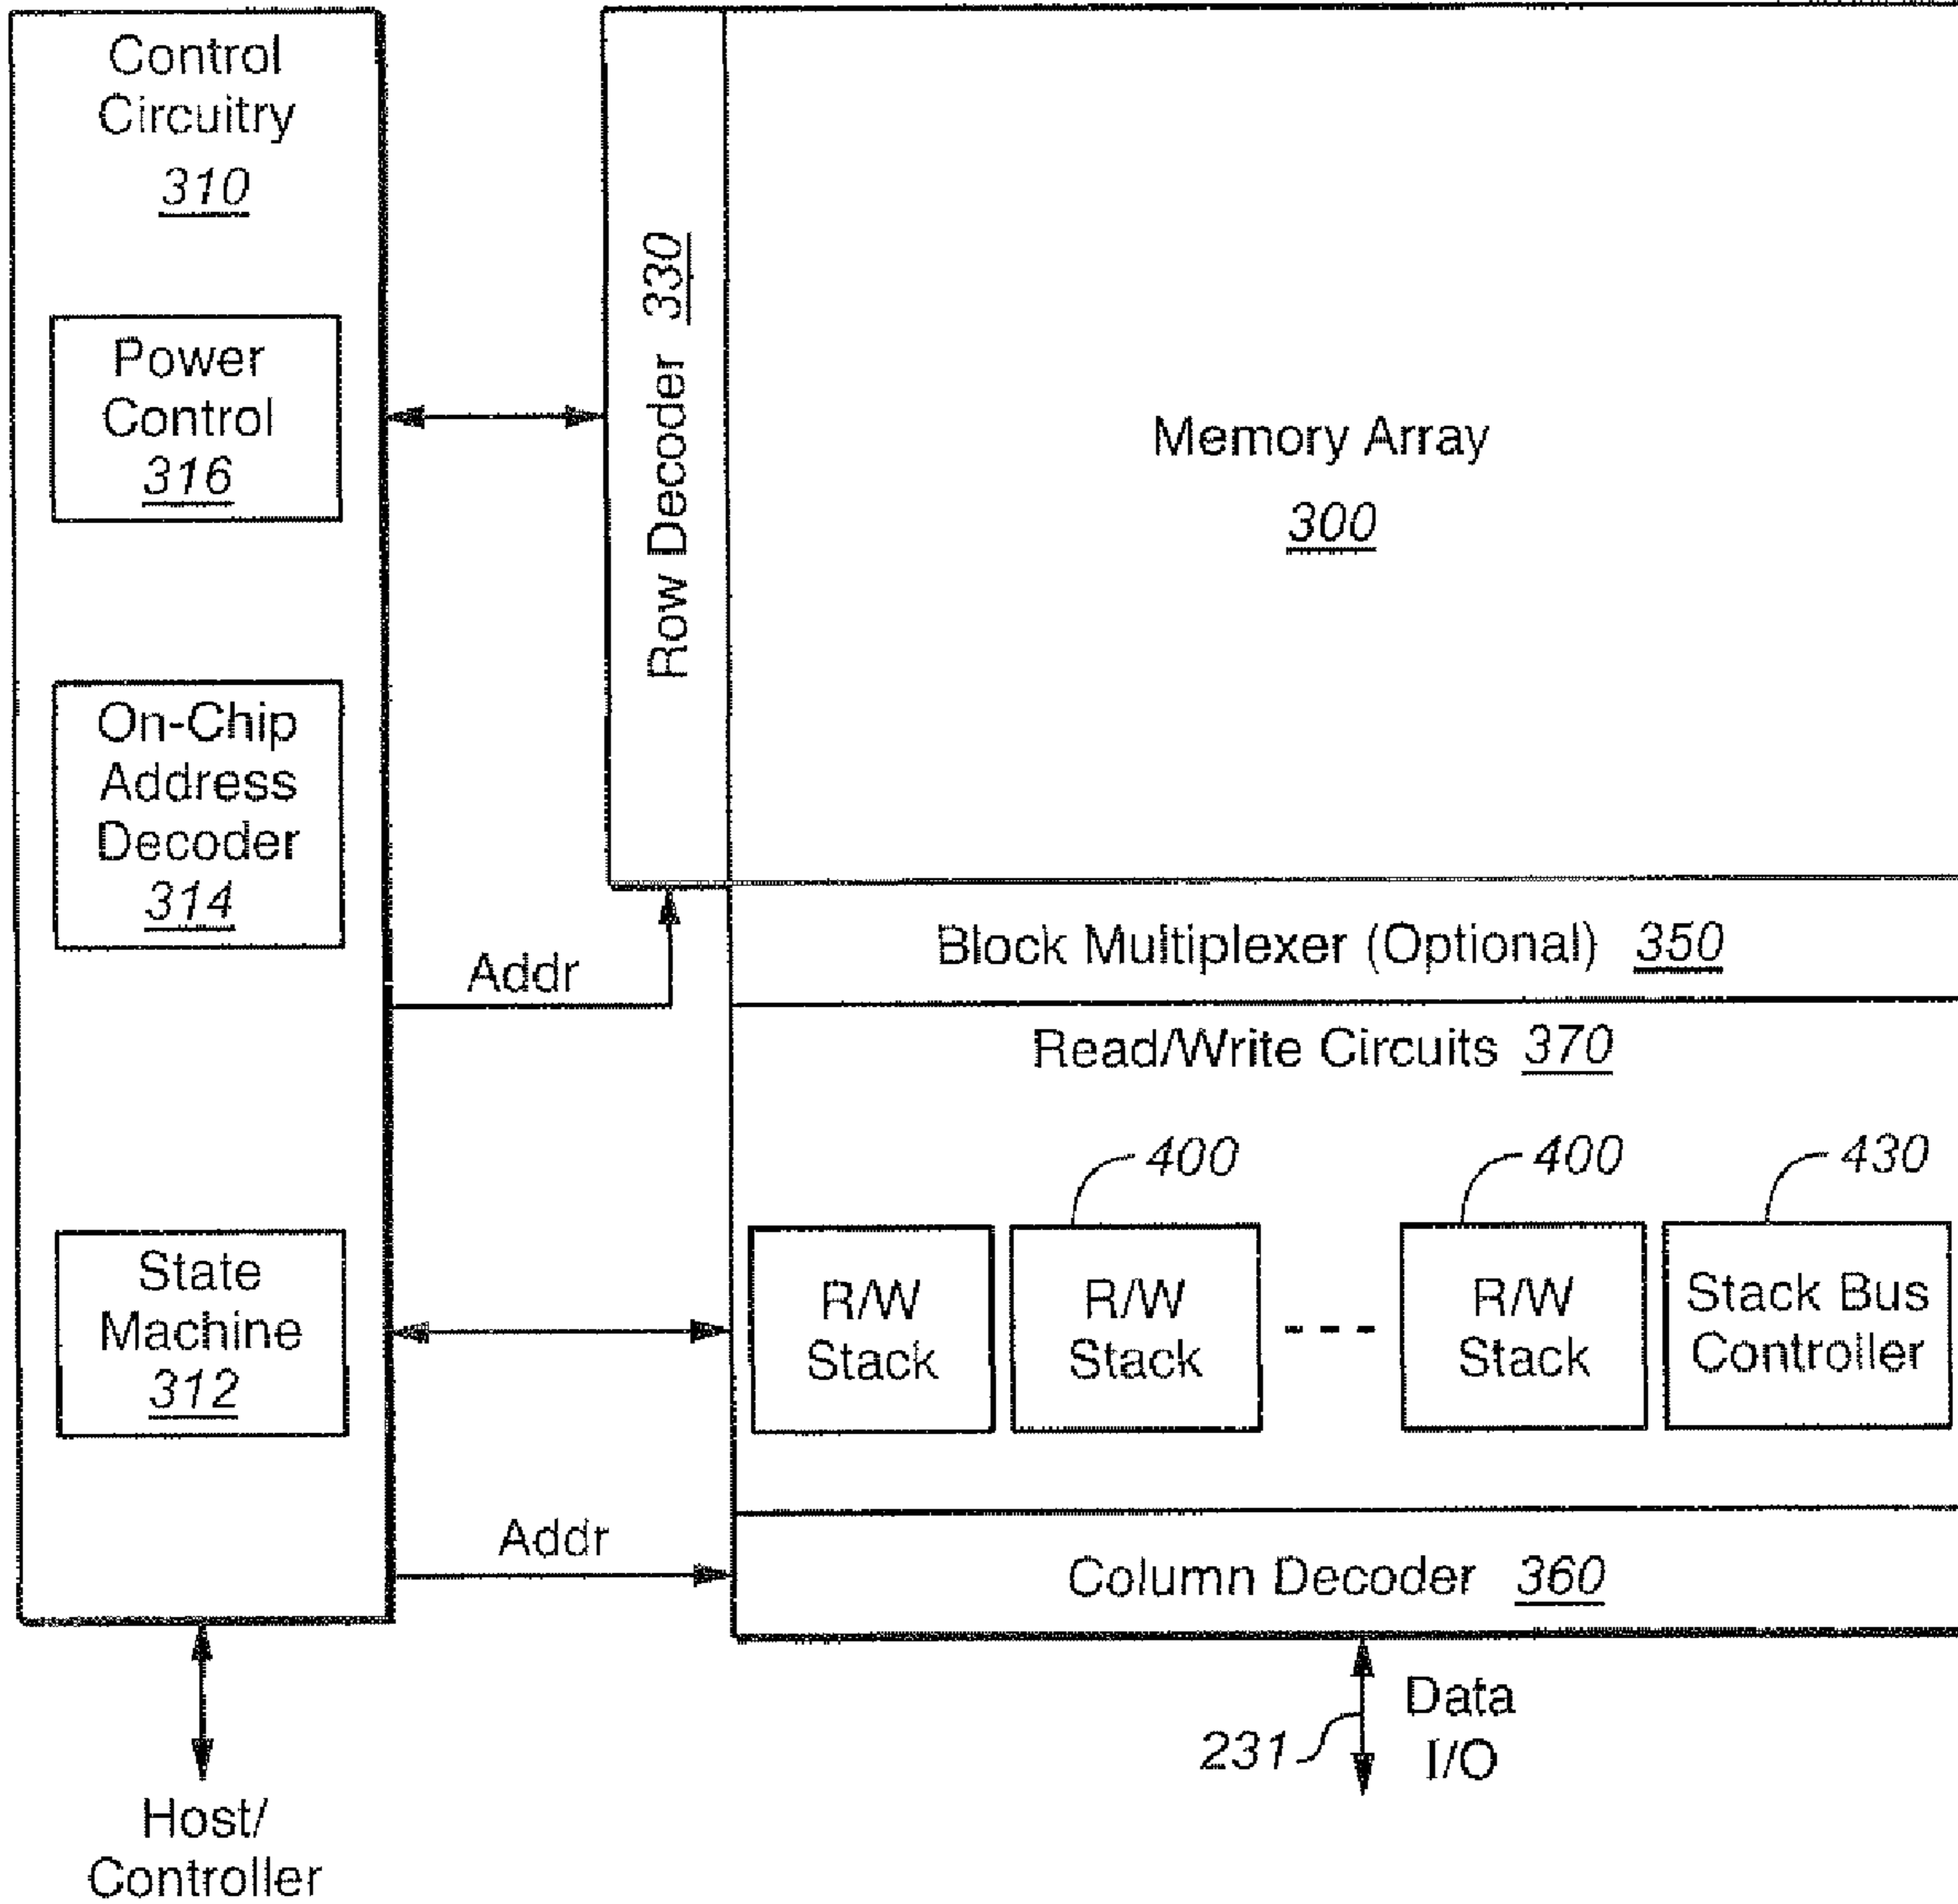 Control
Circuitry
310
Power
Control
316
On-Chip
Address
Decoder
314
State
Machine
312
Host/
Controller
Row Decoder 330
Memory Array
300
Addr
Block Multiplexer (Optional) 350
Read/Write Circuits 370
400
400
430
R/W
Stack
R/W
Stack
R/W
Stack
Stack Bus
Controller
Addr
Column Decoder 360
231
Data
I/O